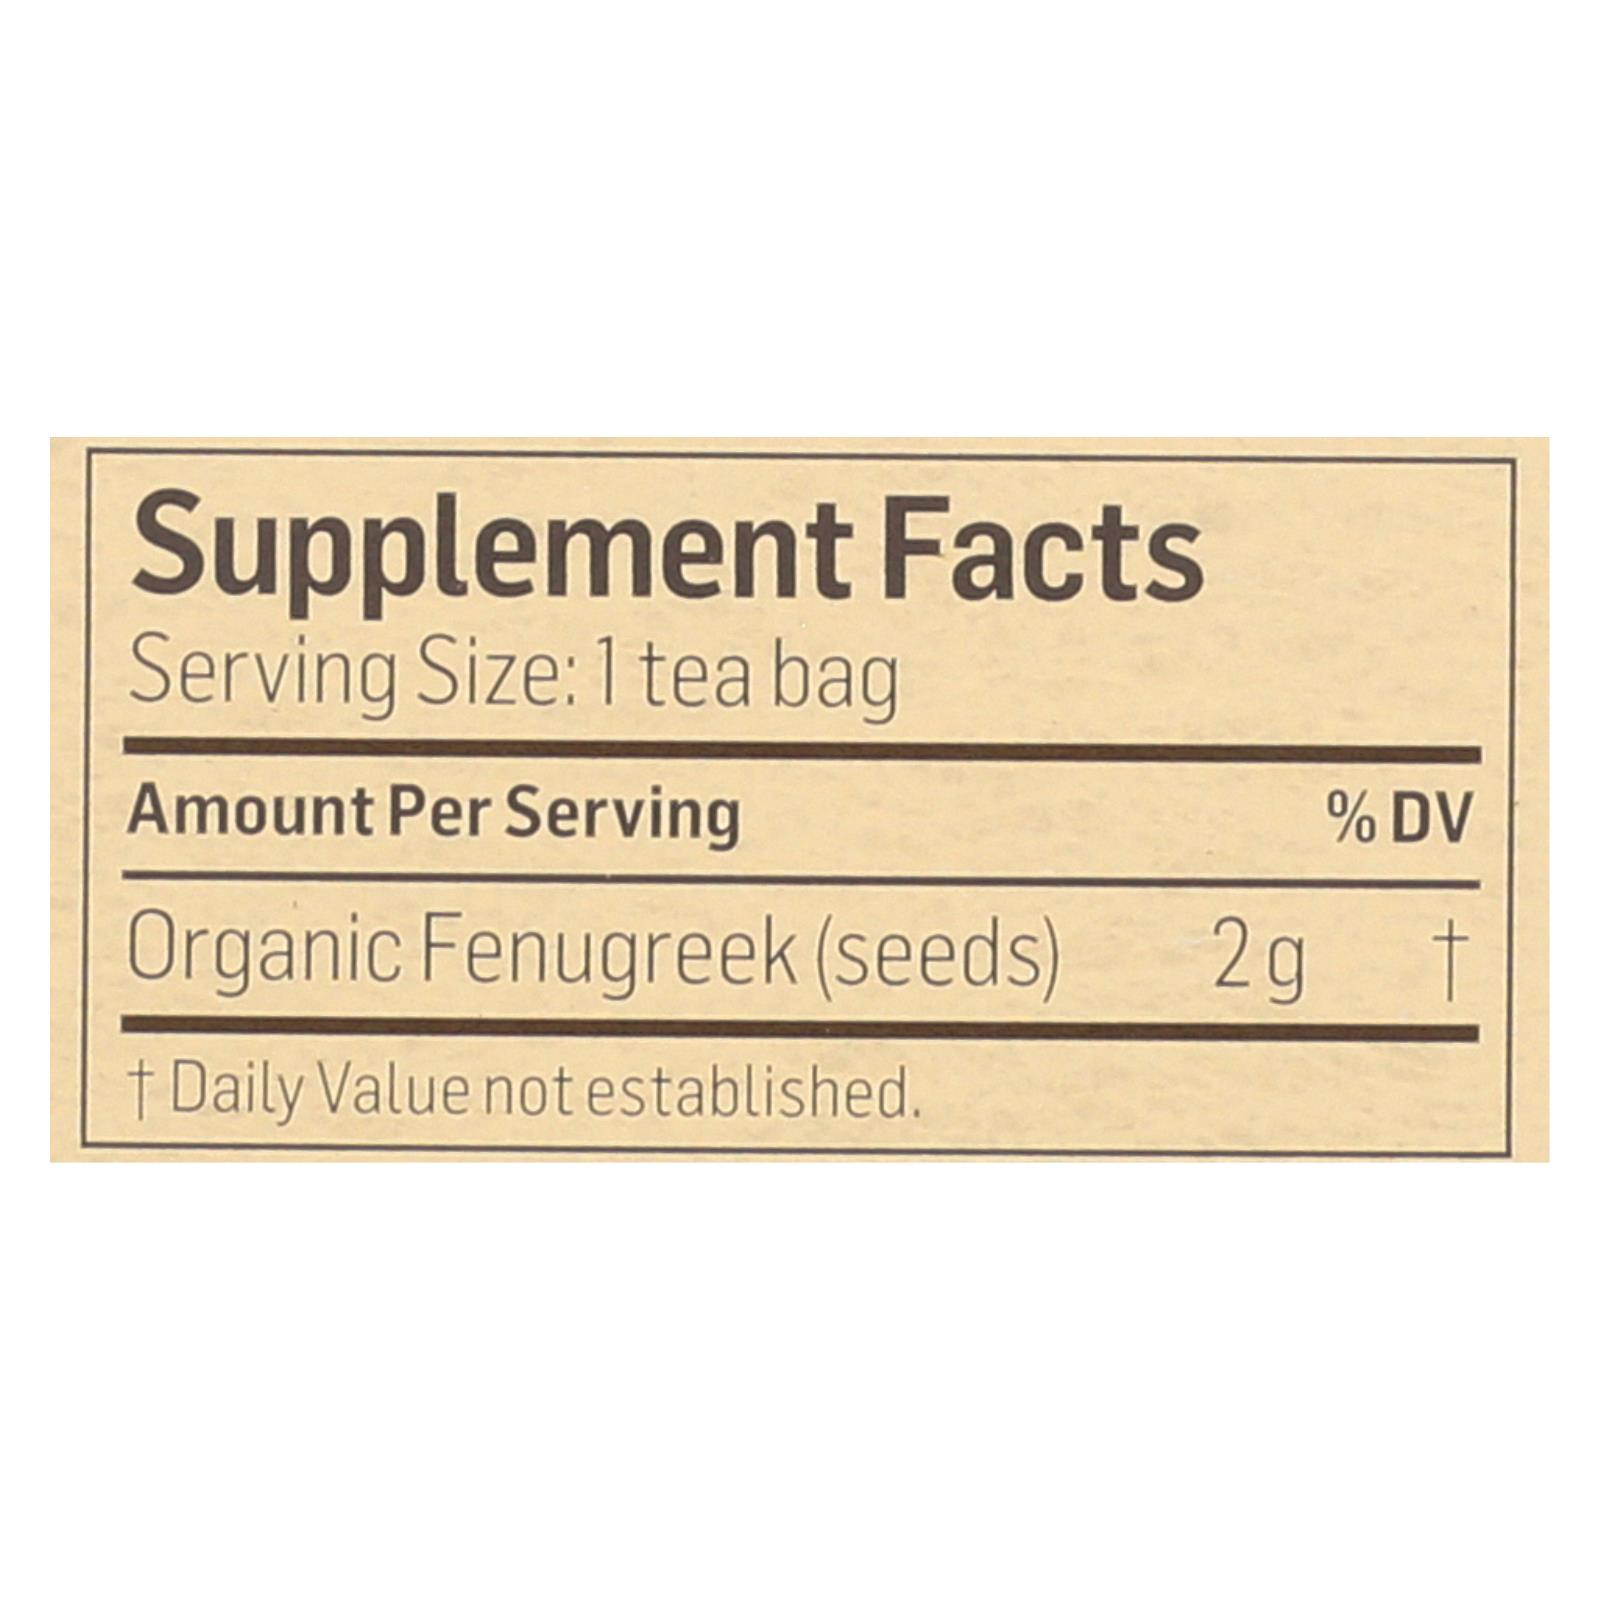 Supplement Facts
Serving Size: 1 tea bag
Amount Per Serving % DV
Organic Fenugreek (seeds) 2 g †
† Daily Value not established.